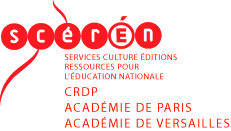 scérÉn
SERVICES CULTURE ÉDITIONS
RESSOURCES POUR
L'ÉDUCATION NATIONALE
CRDP
ACADÉMIE DE PARIS
ACADÉMIE DE VERSAILLES